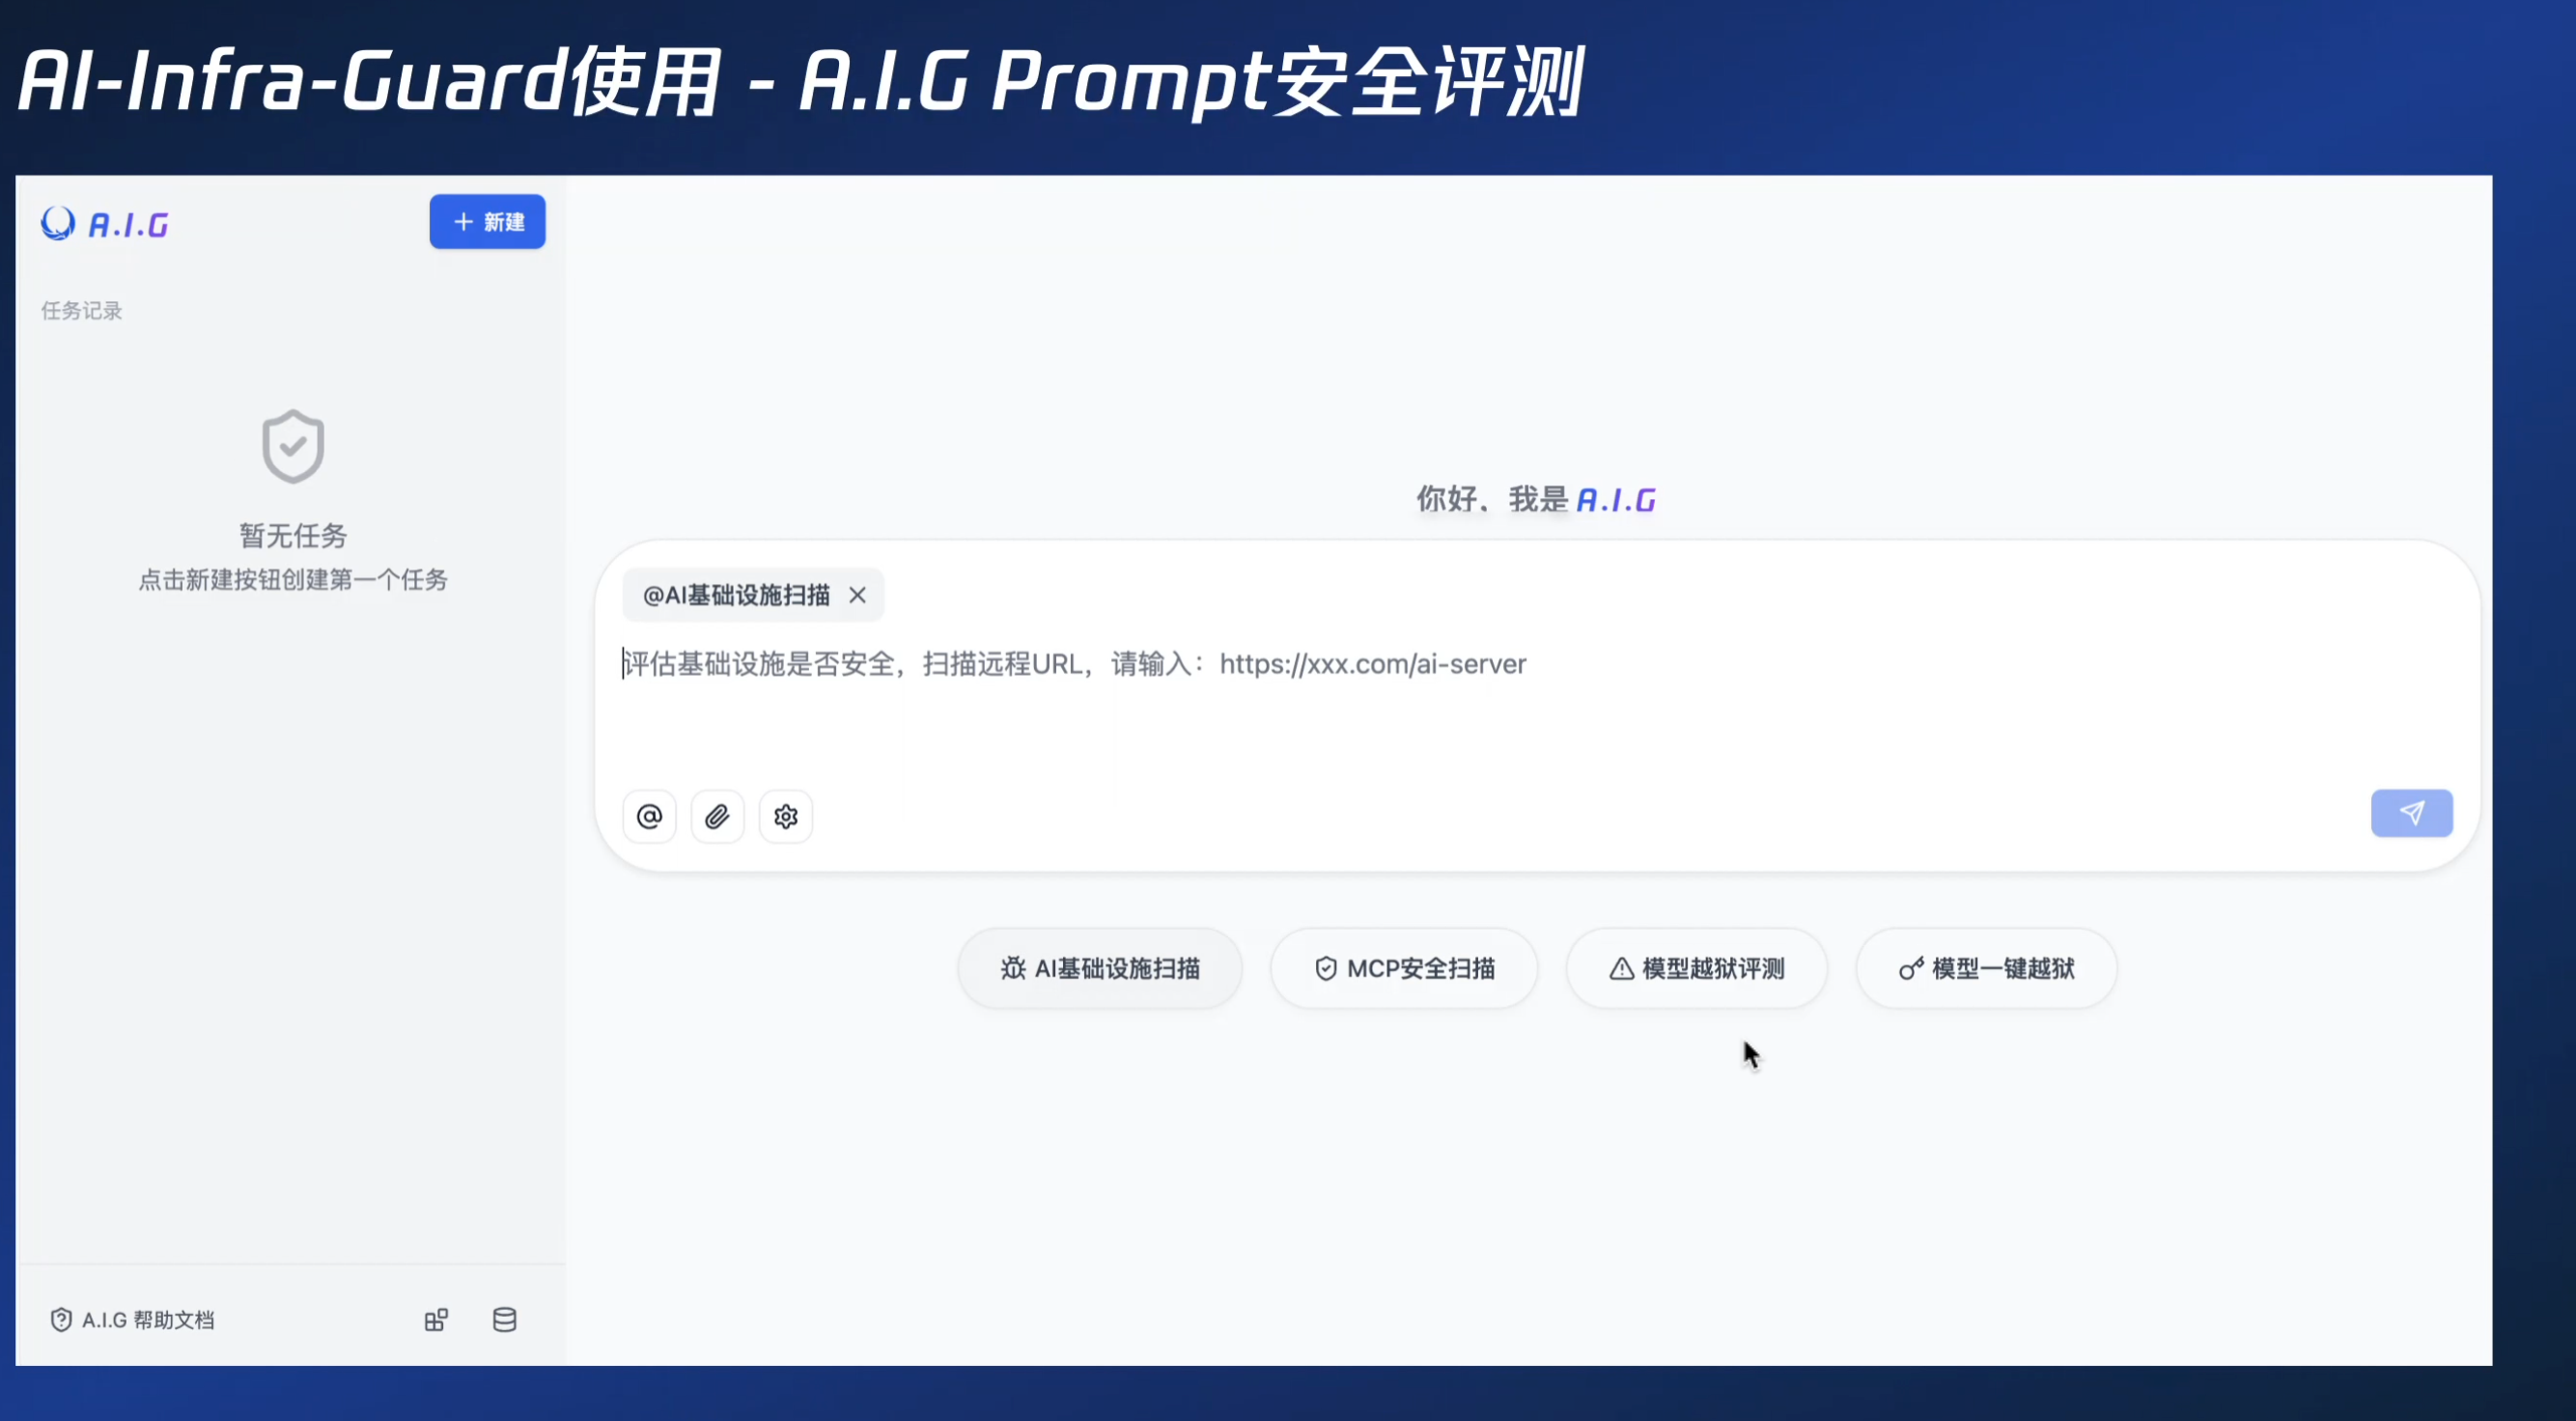 AI-Infra-Guard使用 - A.I.G Prompt安全评测
A.I.G
新建
任务记录
暂无任务
点击新建按钮创建第一个任务
你好，我是 A.I.G
@AI基础设施扫描
评估基础设施是否安全，扫描远程URL，请输入：https://xxx.com/ai-server
AI基础设施扫描
MCP安全扫描
模型越狱评测
模型一键越狱
A.I.G 帮助文档